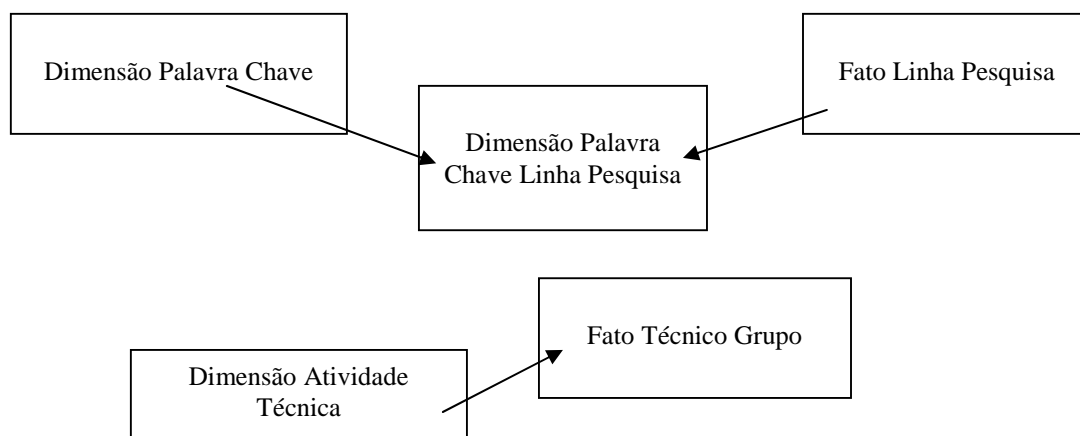 Dimensão Palavra Chave
Fato Linha Pesquisa
Dimensão Palavra
Chave Linha Pesquisa
Fato Técnico Grupo
Dimensão Atividade
Técnica